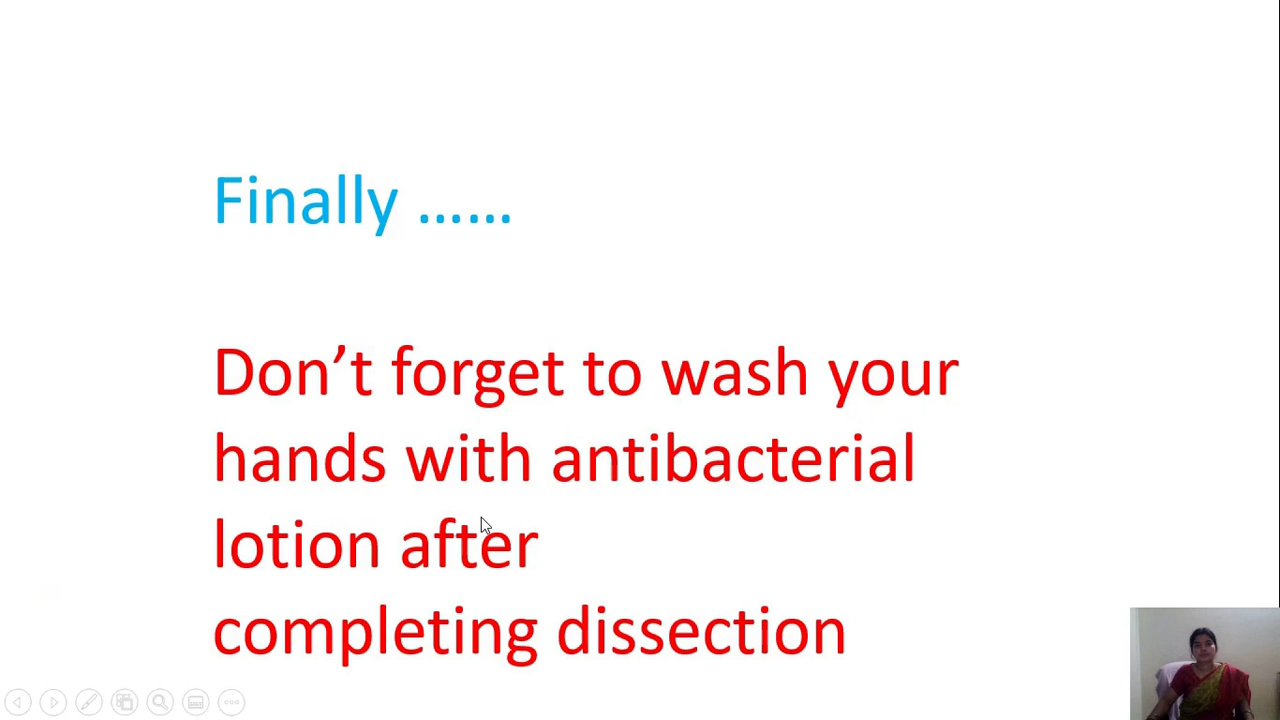 Finally ......
Don’t forget to wash your
hands with antibacterial
lotion after
completing dissection